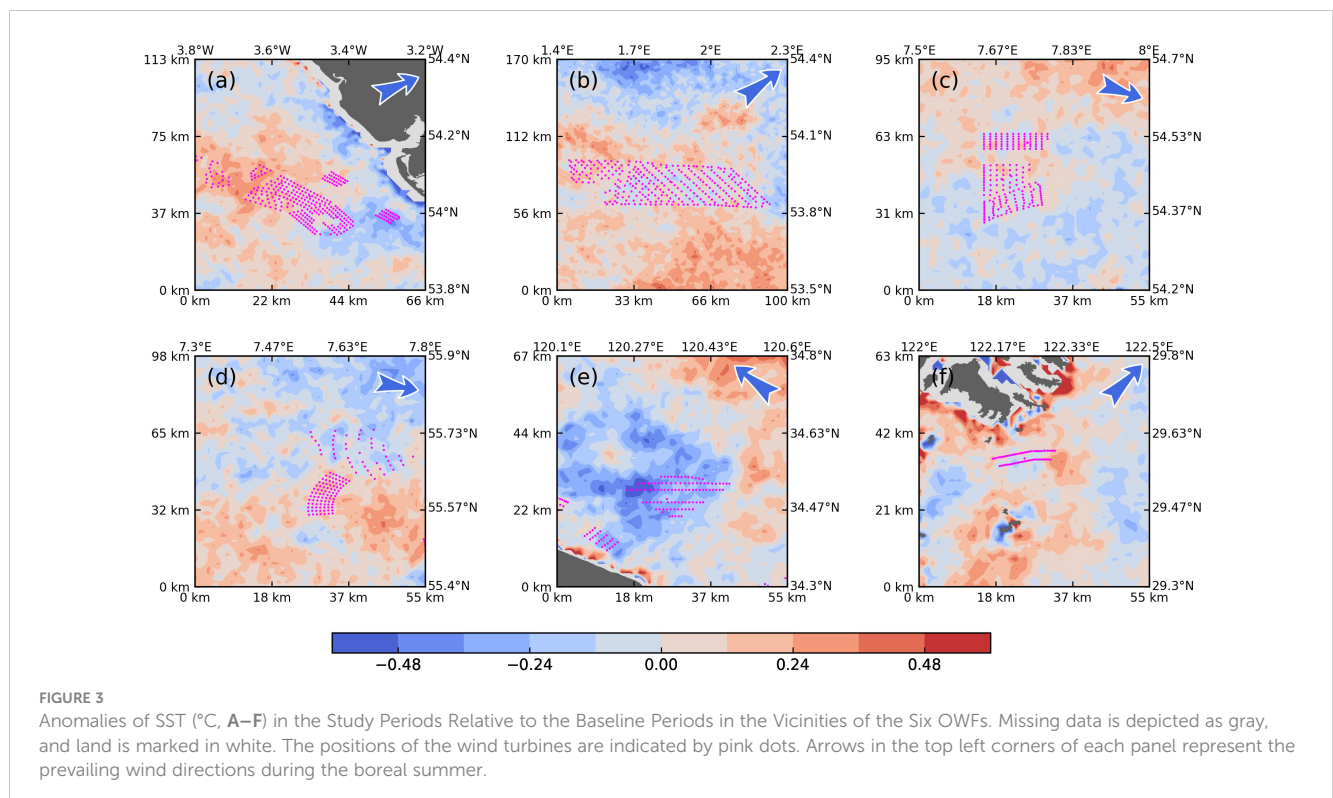 3.8°W 3.6°W 3.4°W 3.2°W
113 km 54.4°N
(a)
75 km 54.2°N
37 km 54°N
0 km 53.8°N
0 km 22 km 44 km 66 km
1.4°E 1.7°E 2°E 2.3°E
170 km 54.4°N
(b)
112 km 54.1°N
56 km 53.8°N
0 km 53.5°N
0 km 33 km 66 km 100 km
7.5°E 7.67°E 7.83°E 8°E
95 km 54.7°N
(c)
63 km 54.53°N
31 km 54.37°N
0 km 54.2°N
0 km 18 km 37 km 55 km
7.3°E 7.47°E 7.63°E 7.8°E
98 km 55.9°N
(d)
65 km 55.73°N
32 km 55.57°N
0 km 55.4°N
0 km 18 km 37 km 55 km
120.1°E 120.27°E 120.43°E 120.6°E
67 km 34.8°N
(e)
44 km 34.63°N
22 km 34.47°N
0 km 34.3°N
0 km 18 km 37 km 55 km
122°E 122.17°E 122.33°E 122.5°E
63 km 29.8°N
(f)
42 km 29.63°N
21 km 29.47°N
0 km 29.3°N
0 km 18 km 37 km 55 km
−0.48 −0.24 0.00 0.24 0.48
FIGURE 3
Anomalies of SST (°C, A–F) in the Study Periods Relative to the Baseline Periods in the Vicinities of the Six OWFs. Missing data is depicted as gray,
and land is marked in white. The positions of the wind turbines are indicated by pink dots. Arrows in the top left corners of each panel represent the
prevailing wind directions during the boreal summer.